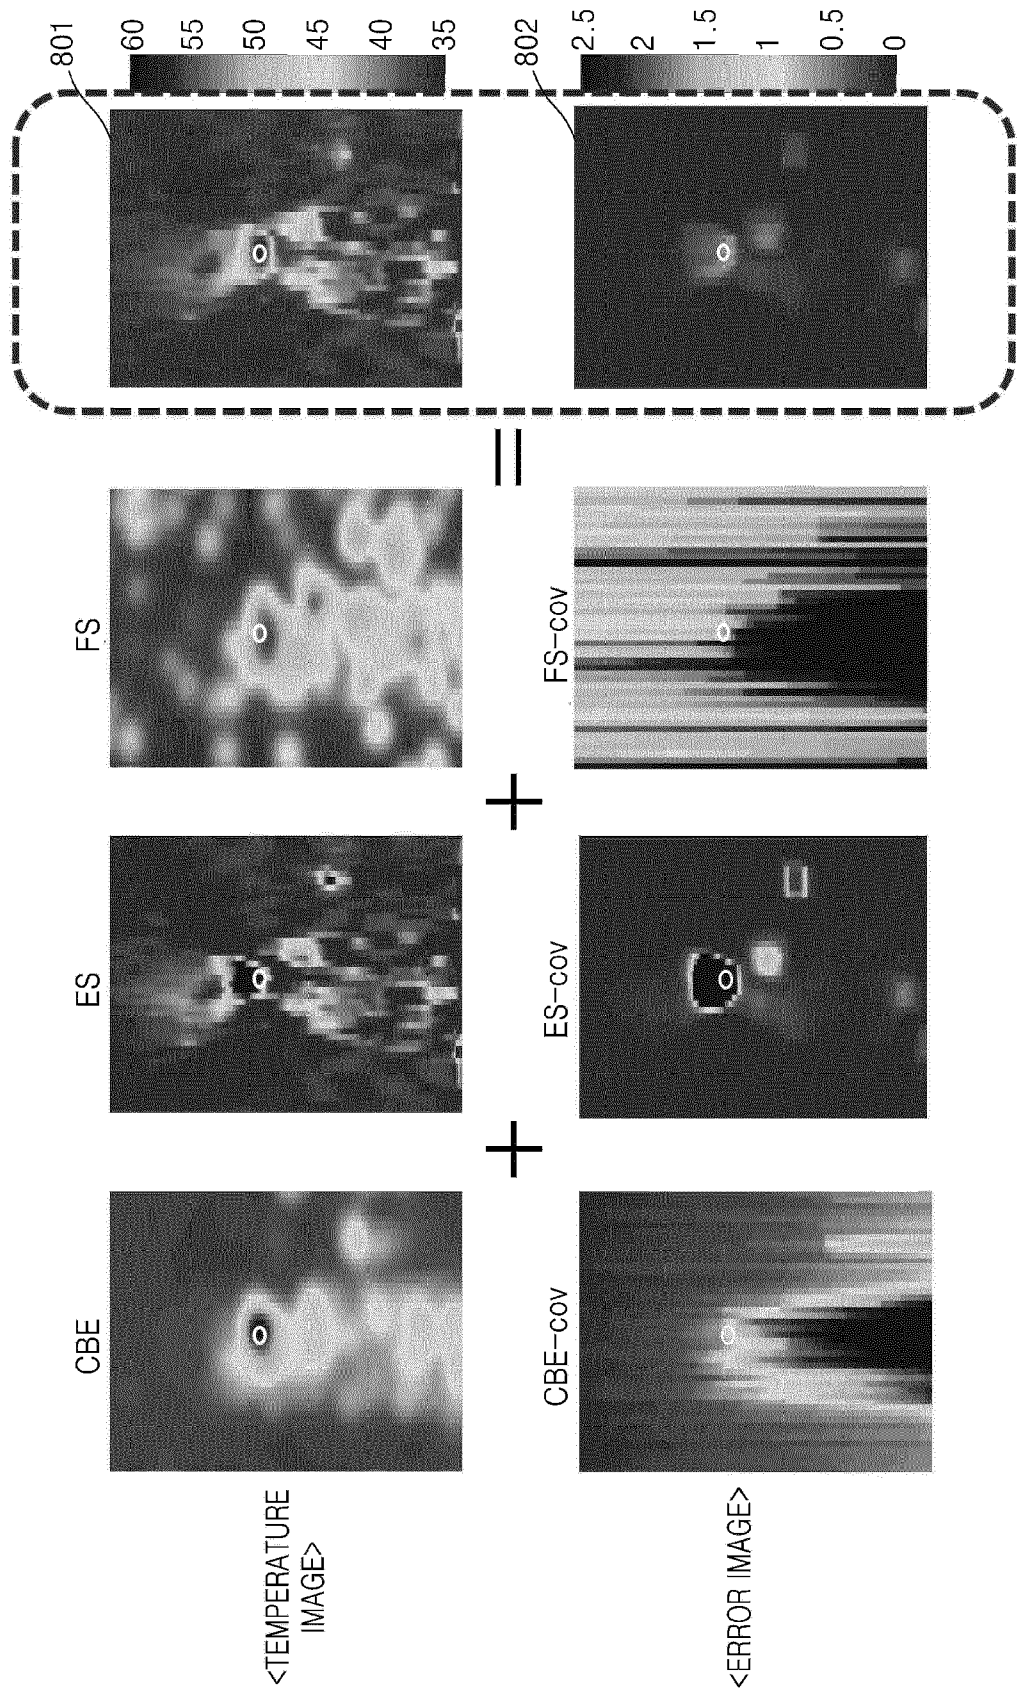 CBE
ES
FS
801
60
55
50
45
40
35
<TEMPERATURE
IMAGE>
CBE-cov
ES-cov
FS-cov
802
2.5
2
1.5
1
0.5
0
<ERROR IMAGE>